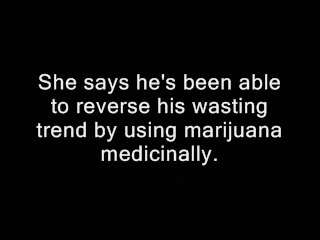 She says he's been able
to reverse his wasting
trend by using marijuana
medicinally.